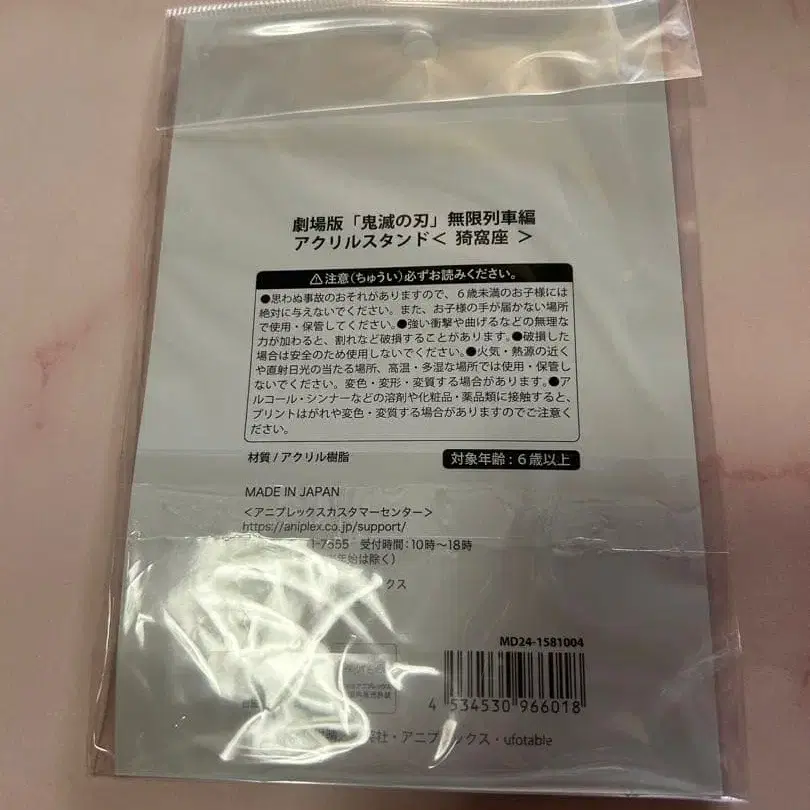 劇場版「鬼滅の刃」無限列車編
アクリルスタンド＜ 猗窩座 ＞
⚠注意（ちゅうい）必ずお読みください。
●思わぬ事故のおそれがありますので、６歳未満のお子様には
絶対に与えないでください。また、お子様の手が届かない場所
で使用・保管してください。●強い衝撃や曲げるなどの無理な
力が加わると、割れなど破損することがあります。●破損した
場合は安全のため使用しないでください。●火気・熱源の近く
や直射日光の当たる場所、高温・多湿な場所では使用・保管し
ないでください。変色・変形・変質する場合があります。●ア
ルコール・シンナーなどの溶剤や化粧品・薬品類に接触すると、
プリントはがれや変色・変質する場合がありますのでご注意く
ださい。
材質 / アクリル樹脂
対象年齢：６歳以上
MADE IN JAPAN
＜アニプレックスカスタマーセンター＞
https://aniplex.co.jp/support/
受付時間：10時～18時
年始は除く）
クス
MD24-1581004
4 534530 966018
アニプレックス・ufotable